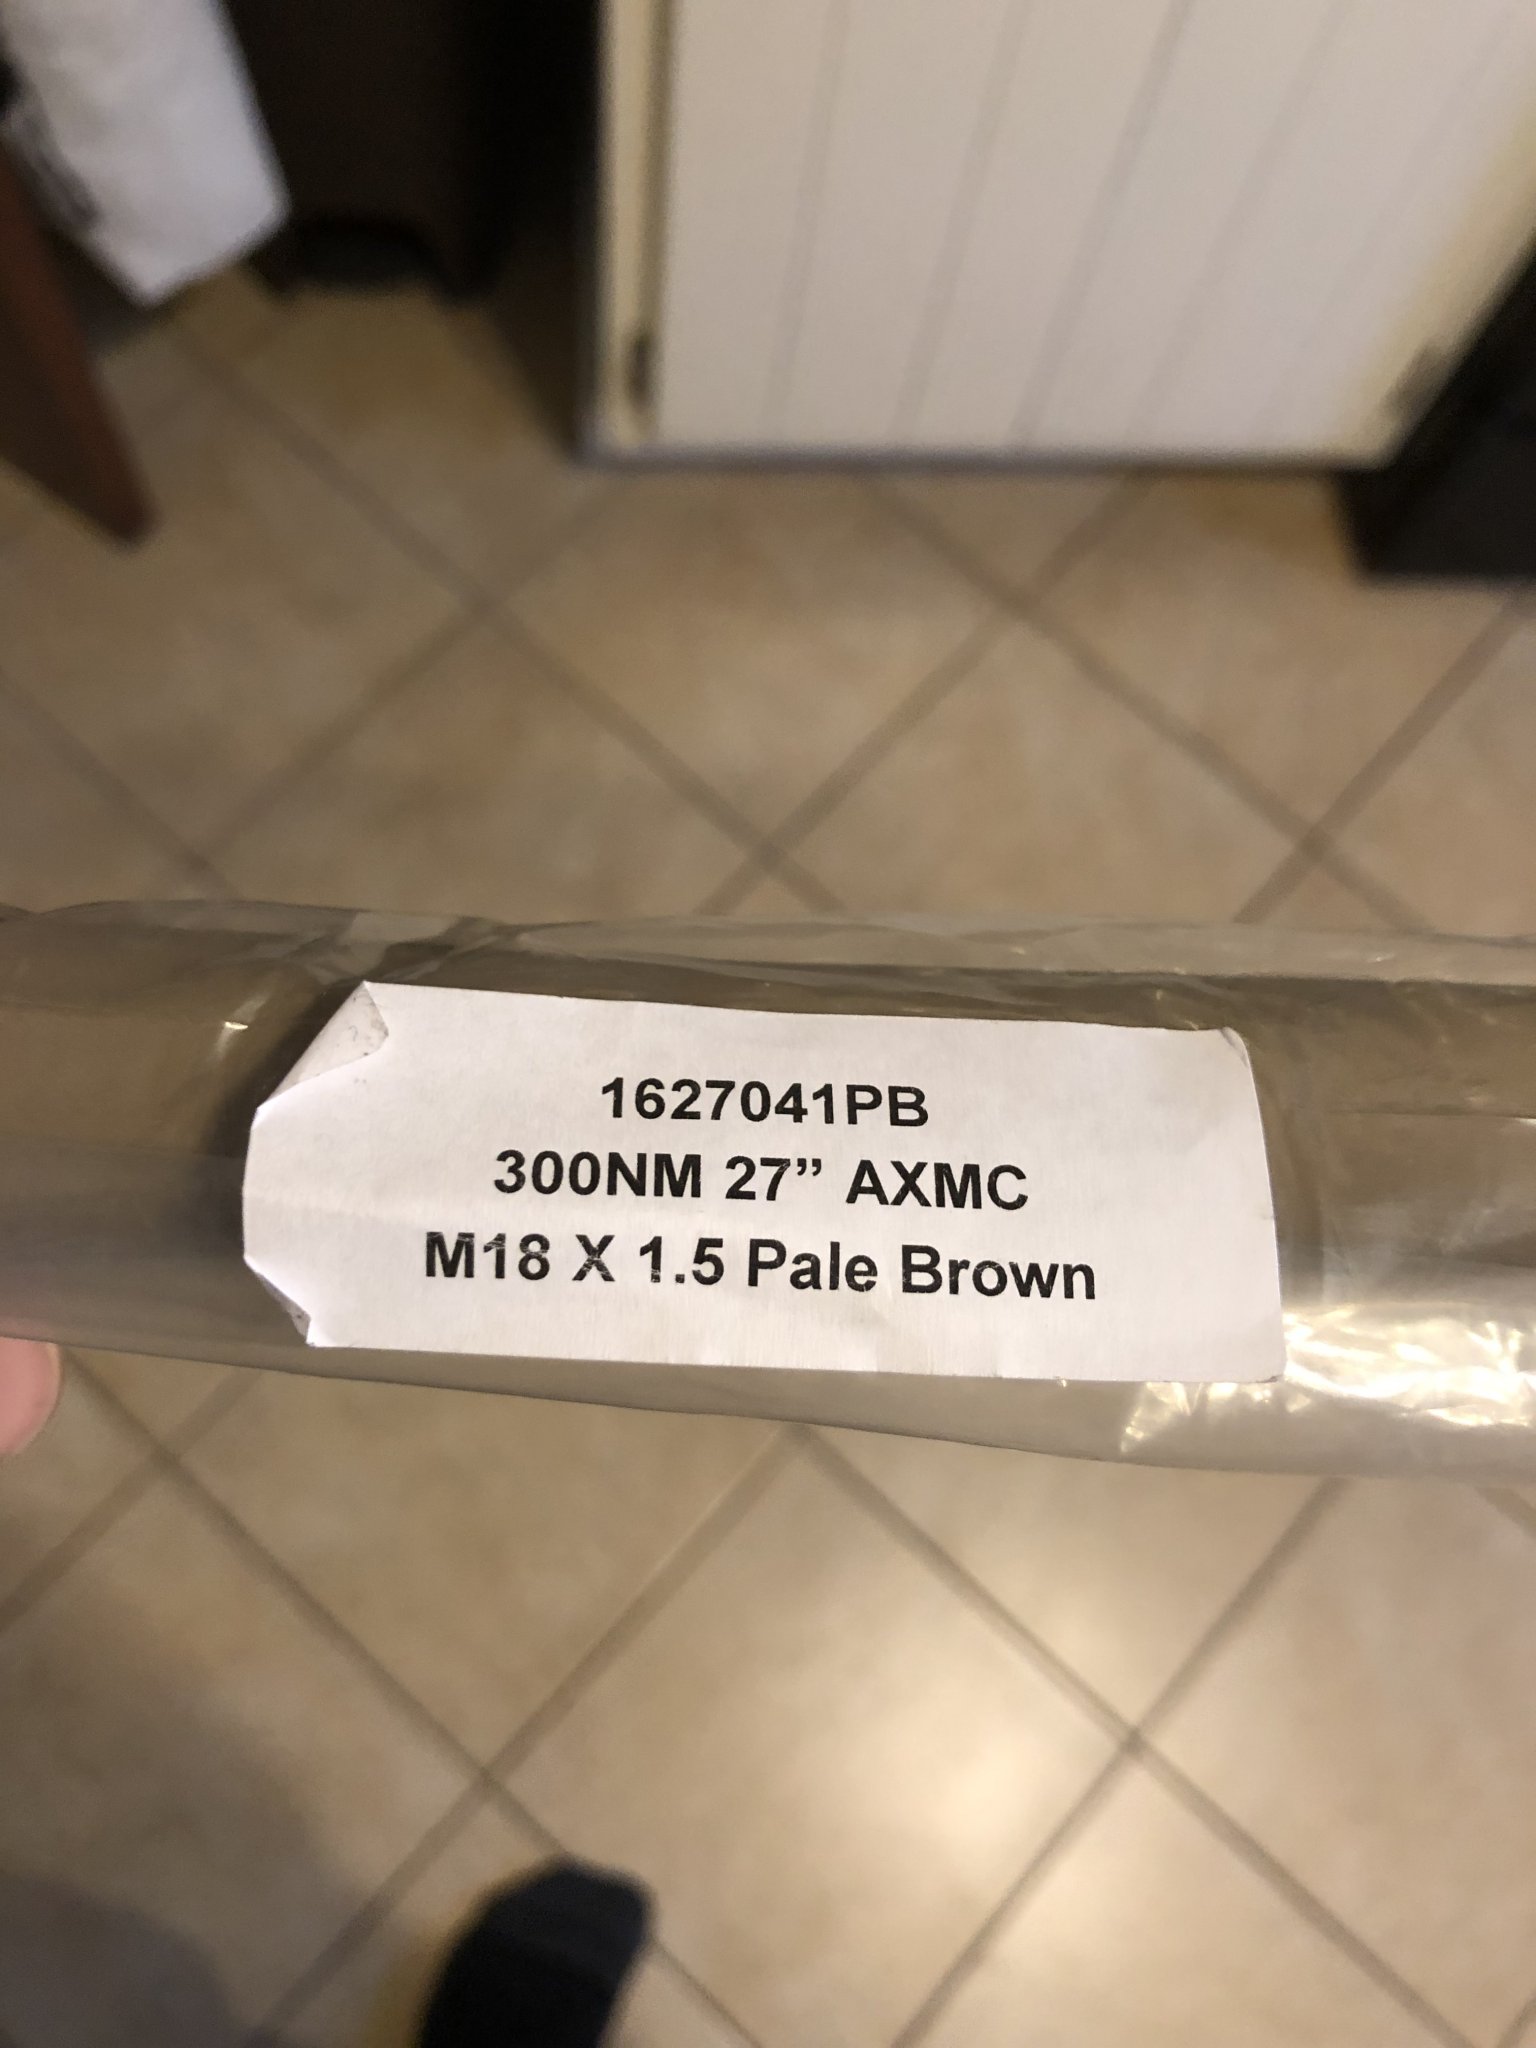 1627041PB
300NM 27” AXMC
M18 X 1.5 Pale Brown